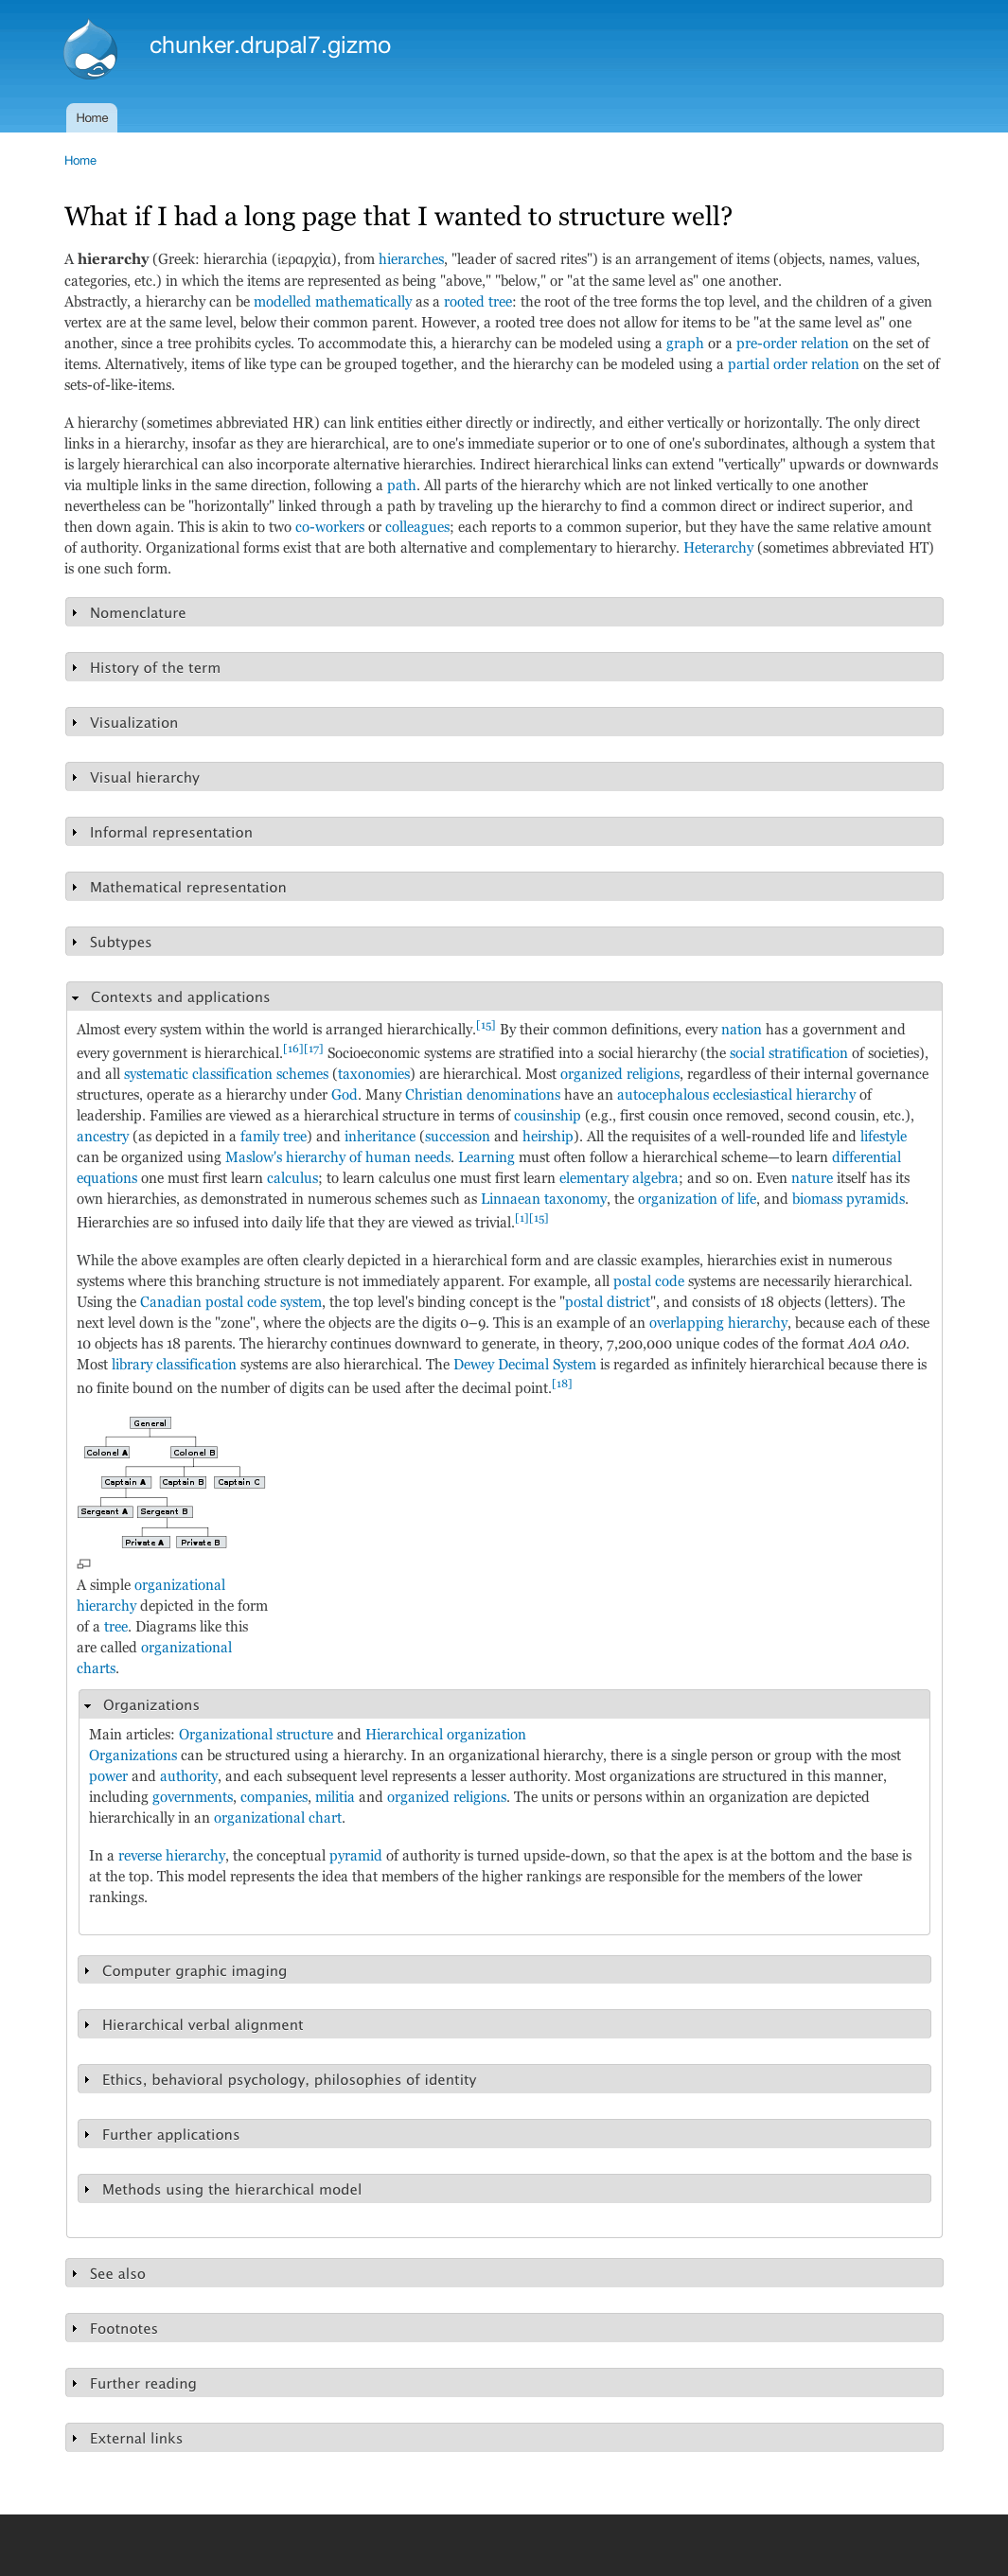 chunker.drupal7.gizmo
Home
Home
What if I had a long page that I wanted to structure well?
A hierarchy (Greek: hierarchia (ἱεραρχία), from hierarches, "leader of sacred rites") is an arrangement of items (objects, names, values,
categories, etc.) in which the items are represented as being "above," "below," or "at the same level as" one another.
Abstractly, a hierarchy can be modelled mathematically as a rooted tree: the root of the tree forms the top level, and the children of a given
vertex are at the same level, below their common parent. However, a rooted tree does not allow for items to be "at the same level as" one
another, since a tree prohibits cycles. To accommodate this, a hierarchy can be modeled using a graph or a pre-order relation on the set of
items. Alternatively, items of like type can be grouped together, and the hierarchy can be modeled using a partial order relation on the set of
sets-of-like-items.
A hierarchy (sometimes abbreviated HR) can link entities either directly or indirectly, and either vertically or horizontally. The only direct
links in a hierarchy, insofar as they are hierarchical, are to one's immediate superior or to one of one's subordinates, although a system that
is largely hierarchical can also incorporate alternative hierarchies. Indirect hierarchical links can extend "vertically" upwards or downwards
via multiple links in the same direction, following a path. All parts of the hierarchy which are not linked vertically to one another
nevertheless can be "horizontally" linked through a path by traveling up the hierarchy to find a common direct or indirect superior, and
then down again. This is akin to two co-workers or colleagues; each reports to a common superior, but they have the same relative amount
of authority. Organizational forms exist that are both alternative and complementary to hierarchy. Heterarchy (sometimes abbreviated HT)
is one such form.
Nomenclature
History of the term
Visualization
Visual hierarchy
Informal representation
Mathematical representation
Subtypes
Contexts and applications
Almost every system within the world is arranged hierarchically.[15] By their common definitions, every nation has a government and
every government is hierarchical.[16][17] Socioeconomic systems are stratified into a social hierarchy (the social stratification of societies),
and all systematic classification schemes (taxonomies) are hierarchical. Most organized religions, regardless of their internal governance
structures, operate as a hierarchy under God. Many Christian denominations have an autocephalous ecclesiastical hierarchy of
leadership. Families are viewed as a hierarchical structure in terms of cousinship (e.g., first cousin once removed, second cousin, etc.),
ancestry (as depicted in a family tree) and inheritance (succession and heirship). All the requisites of a well-rounded life and lifestyle
can be organized using Maslow's hierarchy of human needs. Learning must often follow a hierarchical scheme—to learn differential
equations one must first learn calculus; to learn calculus one must first learn elementary algebra; and so on. Even nature itself has its
own hierarchies, as demonstrated in numerous schemes such as Linnaean taxonomy, the organization of life, and biomass pyramids.
Hierarchies are so infused into daily life that they are viewed as trivial.[1][15]
While the above examples are often clearly depicted in a hierarchical form and are classic examples, hierarchies exist in numerous
systems where this branching structure is not immediately apparent. For example, all postal code systems are necessarily hierarchical.
Using the Canadian postal code system, the top level's binding concept is the "postal district", and consists of 18 objects (letters). The
next level down is the "zone", where the objects are the digits 0–9. This is an example of an overlapping hierarchy, because each of these
10 objects has 18 parents. The hierarchy continues downward to generate, in theory, 7,200,000 unique codes of the format A0A 0A0.
Most library classification systems are also hierarchical. The Dewey Decimal System is regarded as infinitely hierarchical because there is
no finite bound on the number of digits can be used after the decimal point.[18]
General
Colonel A Colonel B
Captain A Captain B Captain C
Sergeant A Sergeant B
Private A Private B
A simple organizational
hierarchy depicted in the form
of a tree. Diagrams like this
are called organizational
charts.
Organizations
Main articles: Organizational structure and Hierarchical organization
Organizations can be structured using a hierarchy. In an organizational hierarchy, there is a single person or group with the most
power and authority, and each subsequent level represents a lesser authority. Most organizations are structured in this manner,
including governments, companies, militia and organized religions. The units or persons within an organization are depicted
hierarchically in an organizational chart.
In a reverse hierarchy, the conceptual pyramid of authority is turned upside-down, so that the apex is at the bottom and the base is
at the top. This model represents the idea that members of the higher rankings are responsible for the members of the lower
rankings.
Computer graphic imaging
Hierarchical verbal alignment
Ethics, behavioral psychology, philosophies of identity
Further applications
Methods using the hierarchical model
See also
Footnotes
Further reading
External links